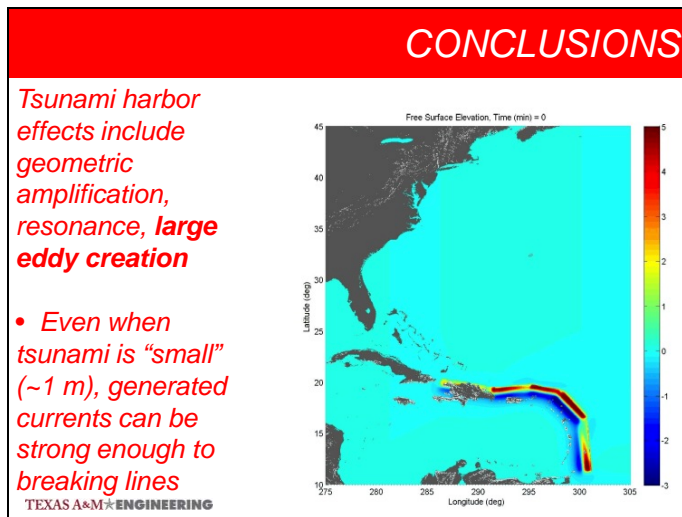 CONCLUSIONS
Tsunami harbor
effects include
geometric
amplification,
resonance, large
eddy creation
• Even when
tsunami is “small”
(~1 m), generated
currents can be
strong enough to
breaking lines
TEXAS A&M ENGINEERING
Free Surface Elevation, Time (min) = 0
Latitude (deg)
45
40
35
30
25
20
15
10
275 280 285 290 295 300 305
Longitude (deg)
5
4
3
2
1
0
-1
-2
-3